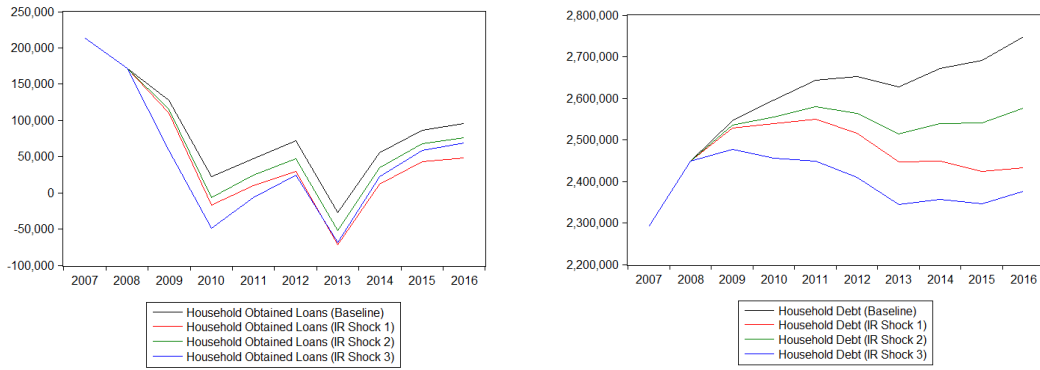 250,000
200,000
150,000
100,000
50,000
0
-50,000
-100,000
2007 2008 2009 2010 2011 2012 2013 2014 2015 2016
Household Obtained Loans (Baseline)
Household Obtained Loans (IR Shock 1)
Household Obtained Loans (IR Shock 2)
Household Obtained Loans (IR Shock 3)
2,800,000
2,700,000
2,600,000
2,500,000
2,400,000
2,300,000
2,200,000
2007 2008 2009 2010 2011 2012 2013 2014 2015 2016
Household Debt (Baseline)
Household Debt (IR Shock 1)
Household Debt (IR Shock 2)
Household Debt (IR Shock 3)